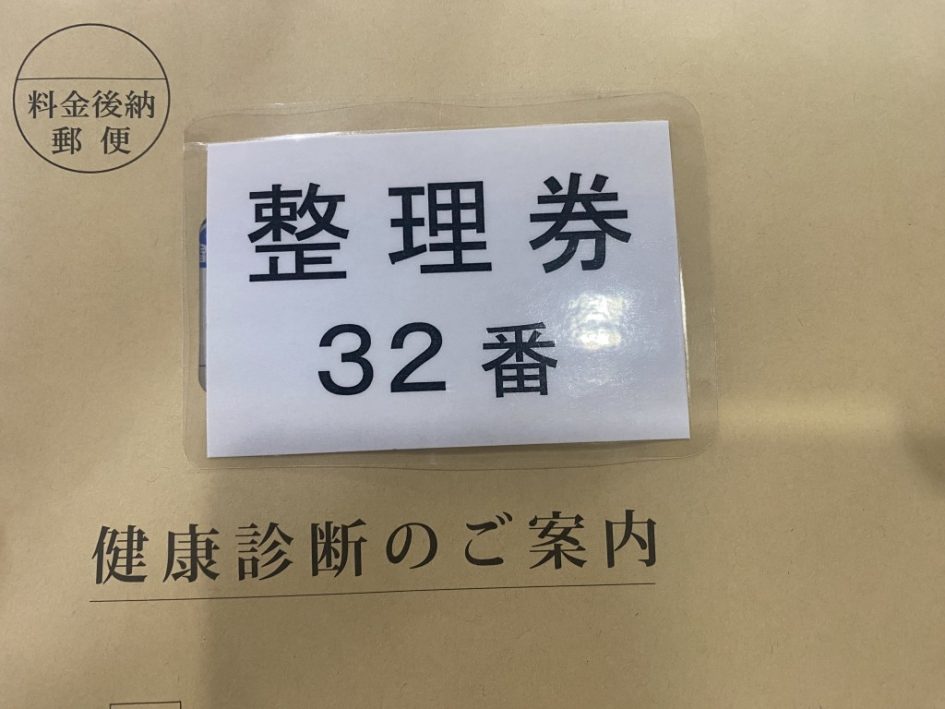 料金後納
郵便
整理券
32番
健康診断のご案内